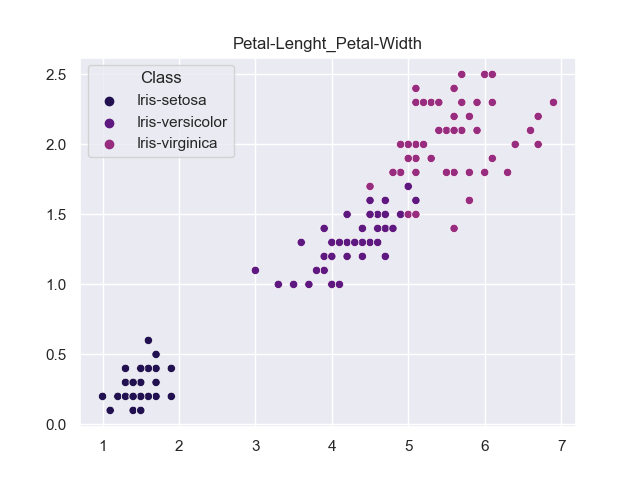 Petal-Lenght_Petal-Width
Class
Iris-setosa
Iris-versicolor
Iris-virginica
2.5
2.0
1.5
1.0
0.5
0.0
1 2 3 4 5 6 7